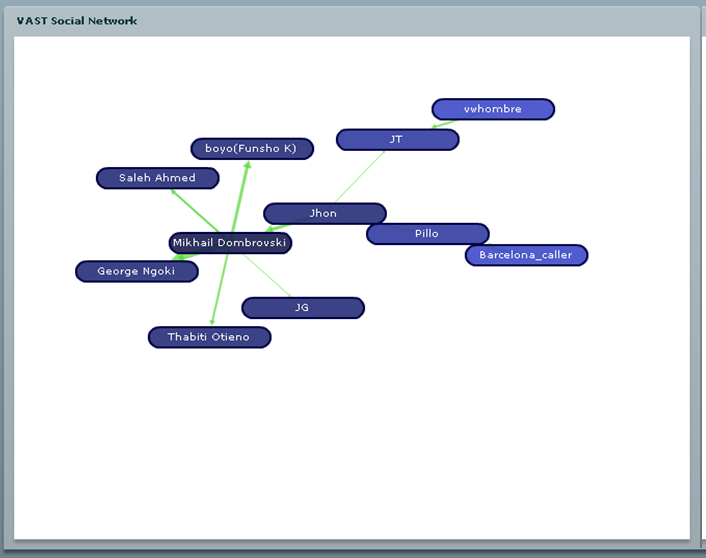 VAST Social Network
vwhombre
JT
boyo(Funsho K)
Saleh Ahmed
Jhon
Pillo
Mikhail Dombrovski
Barcelona_caller
George Ngoki
JG
Thabiti Otieno